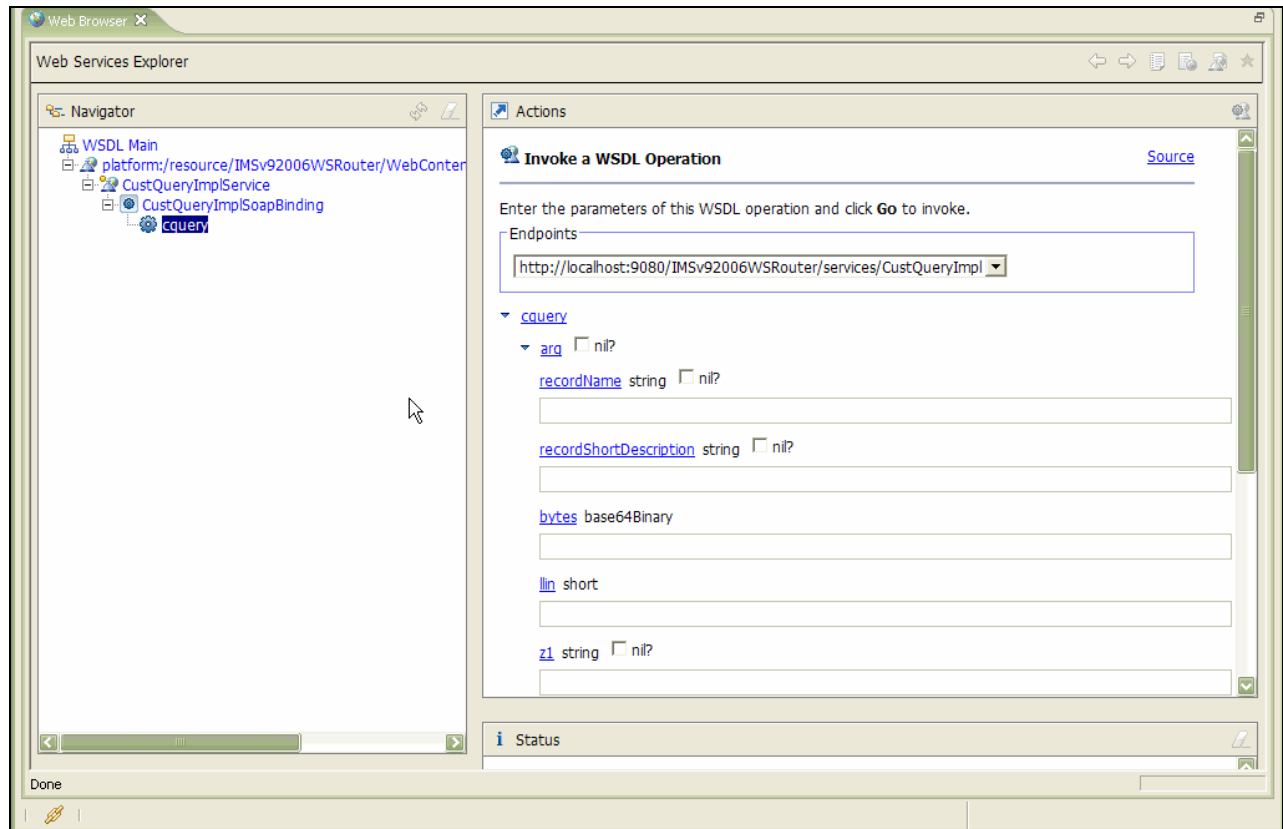 Web Browser
Web Services Explorer
Navigator
WSDL Main
platform:/resource/IMSv92006WSRouter/WebConten
CustQueryImplService
CustQueryImplSoapBinding
cquery
Actions
Invoke a WSDL Operation Source
Enter the parameters of this WSDL operation and click Go to invoke.
Endpoints
http://localhost:9080/IMSv92006WSRouter/services/CustQueryImpl
cquery
arg nil?
recordName string nil?
recordShortDescription string nil?
bytes base64Binary
llin short
z1 string nil?
i Status
Done